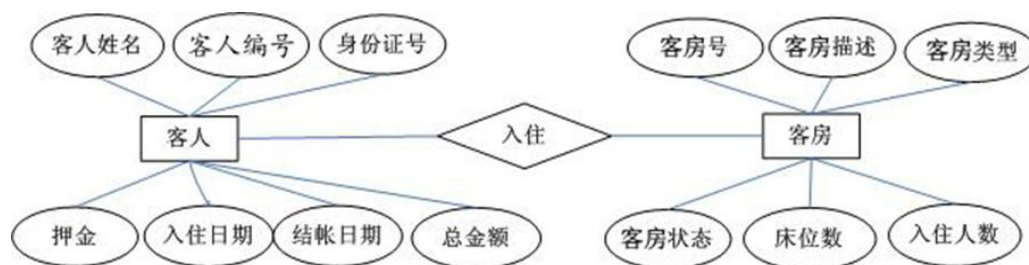 客人姓名 客人编号 身份证号 客房号 客房描述 客房类型
客人 入住 客房
押金 入住日期 结帐日期 总金额 客房状态 床位数 入住人数